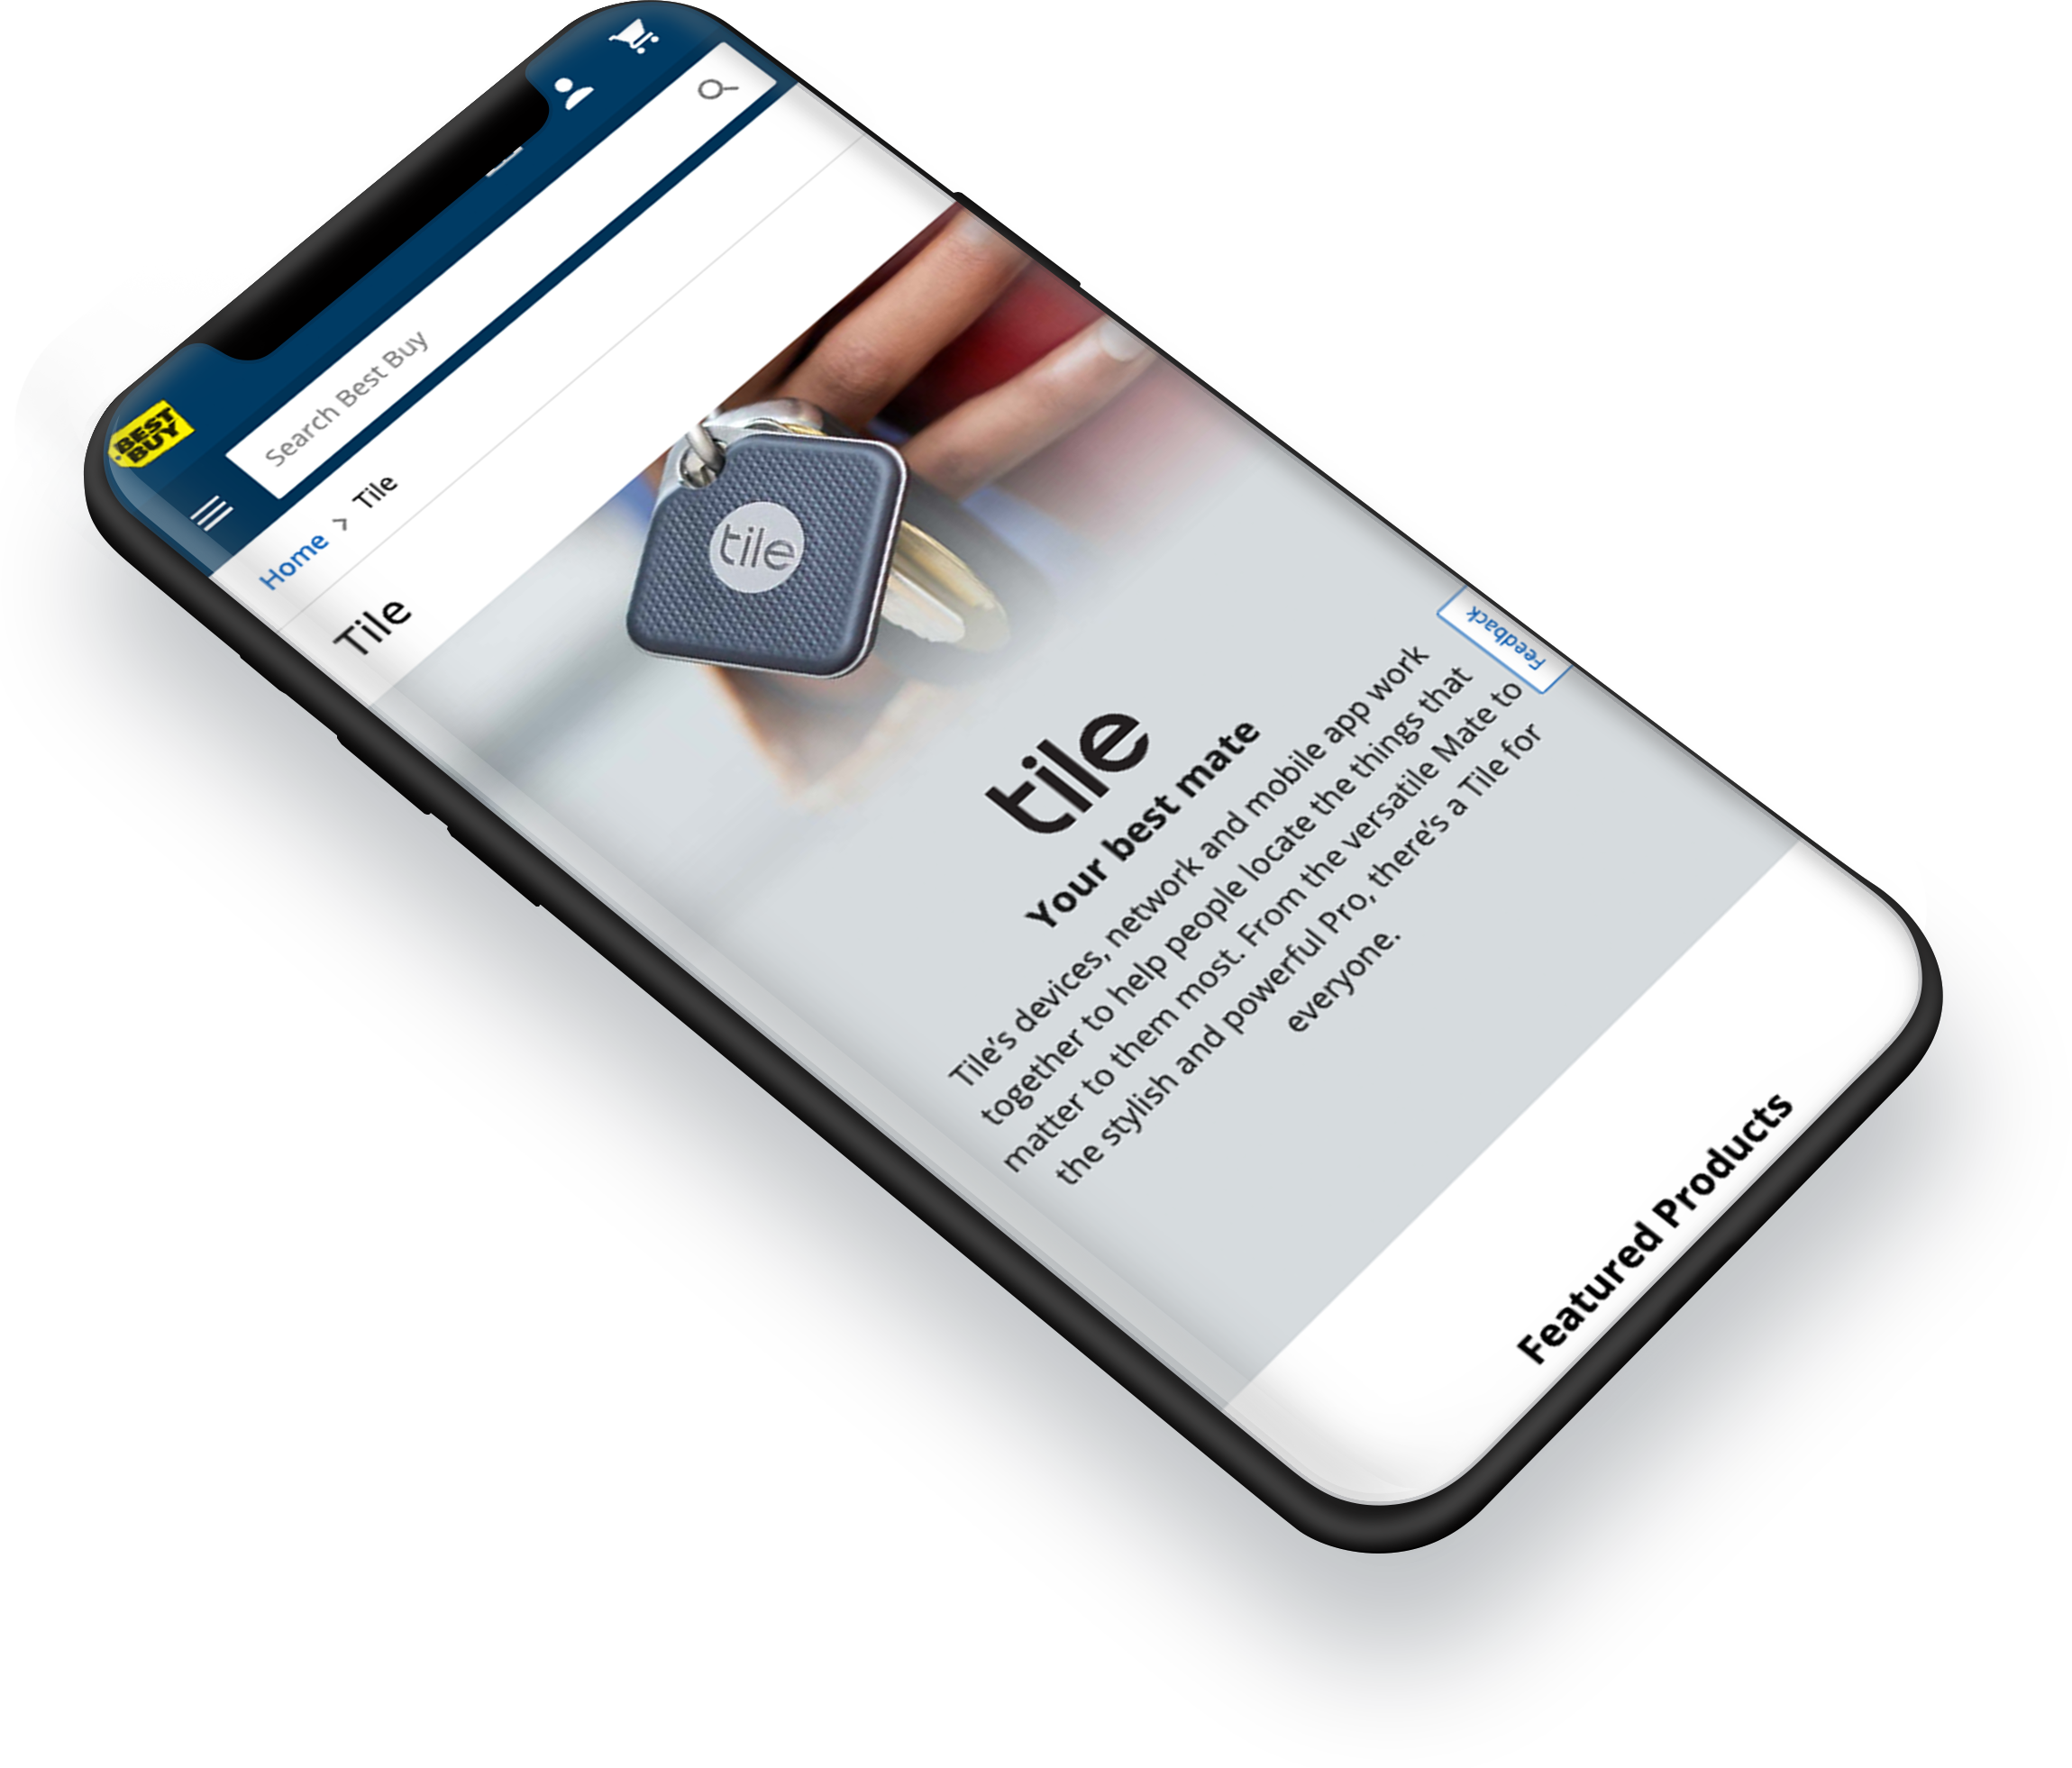 BEST
BUY
Search Best Buy
Home > Tile
Tile
tile
tile
Your best mate
Tile's devices, network and mobile app work
together to help people locate the things that
matter to them most. From the versatile Mate to
the stylish and powerful Pro, there's a Tile for
everyone.
Feedback
Featured Products